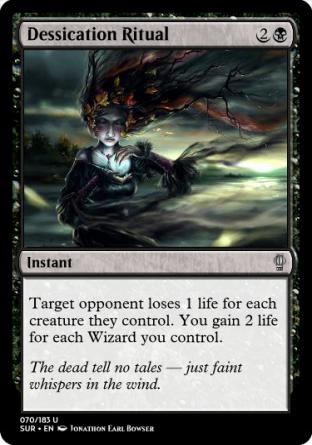 Dessication Ritual 2
Instant
Target opponent loses 1 life for each
creature they control. You gain 2 life
for each Wizard you control.
The dead tell no tales — just faint
whispers in the wind.
070/183 U
SUR • EN Jonathon Earl Bowser